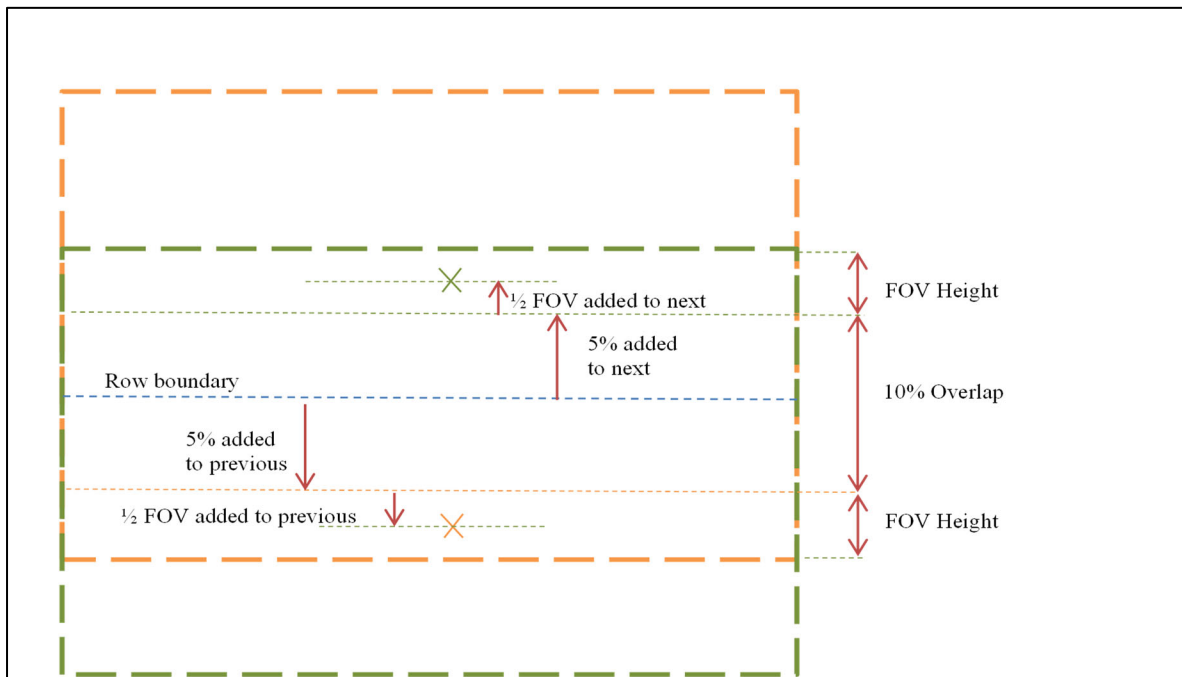 FOV Height
½ FOV added to next
5% added
to next
Row boundary
10% Overlap
5% added
to previous
½ FOV added to previous
FOV Height